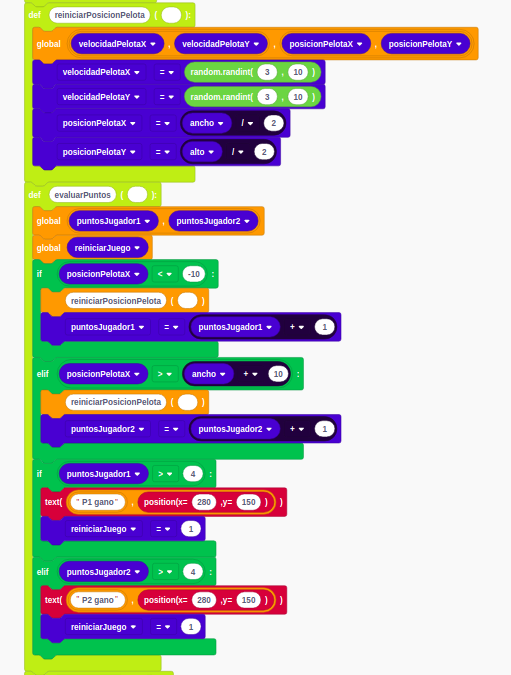 def reiniciarPosicionPelota ( ):
global velocidadPelotaX , velocidadPelotaY , posicionPelotaX , posicionPelotaY
velocidadPelotaX = random.randint( 3 , 10 )
velocidadPelotaY = random.randint( 3 , 10 )
posicionPelotaX = ancho / 2
posicionPelotaY = alto / 2
def evaluarPuntos ( ):
global puntosJugador1 , puntosJugador2
global reiniciarJuego
if posicionPelotaX < -10 :
reiniciarPosicionPelota ( )
puntosJugador1 = puntosJugador1 + 1
elif posicionPelotaX > ancho + 10 :
reiniciarPosicionPelota ( )
puntosJugador2 = puntosJugador2 + 1
if puntosJugador1 > 4 :
text( " P1 gano " , position(x= 280 ,y= 150 ) )
reiniciarJuego = 1
elif puntosJugador2 > 4 :
text( " P2 gano " , position(x= 280 ,y= 150 ) )
reiniciarJuego = 1